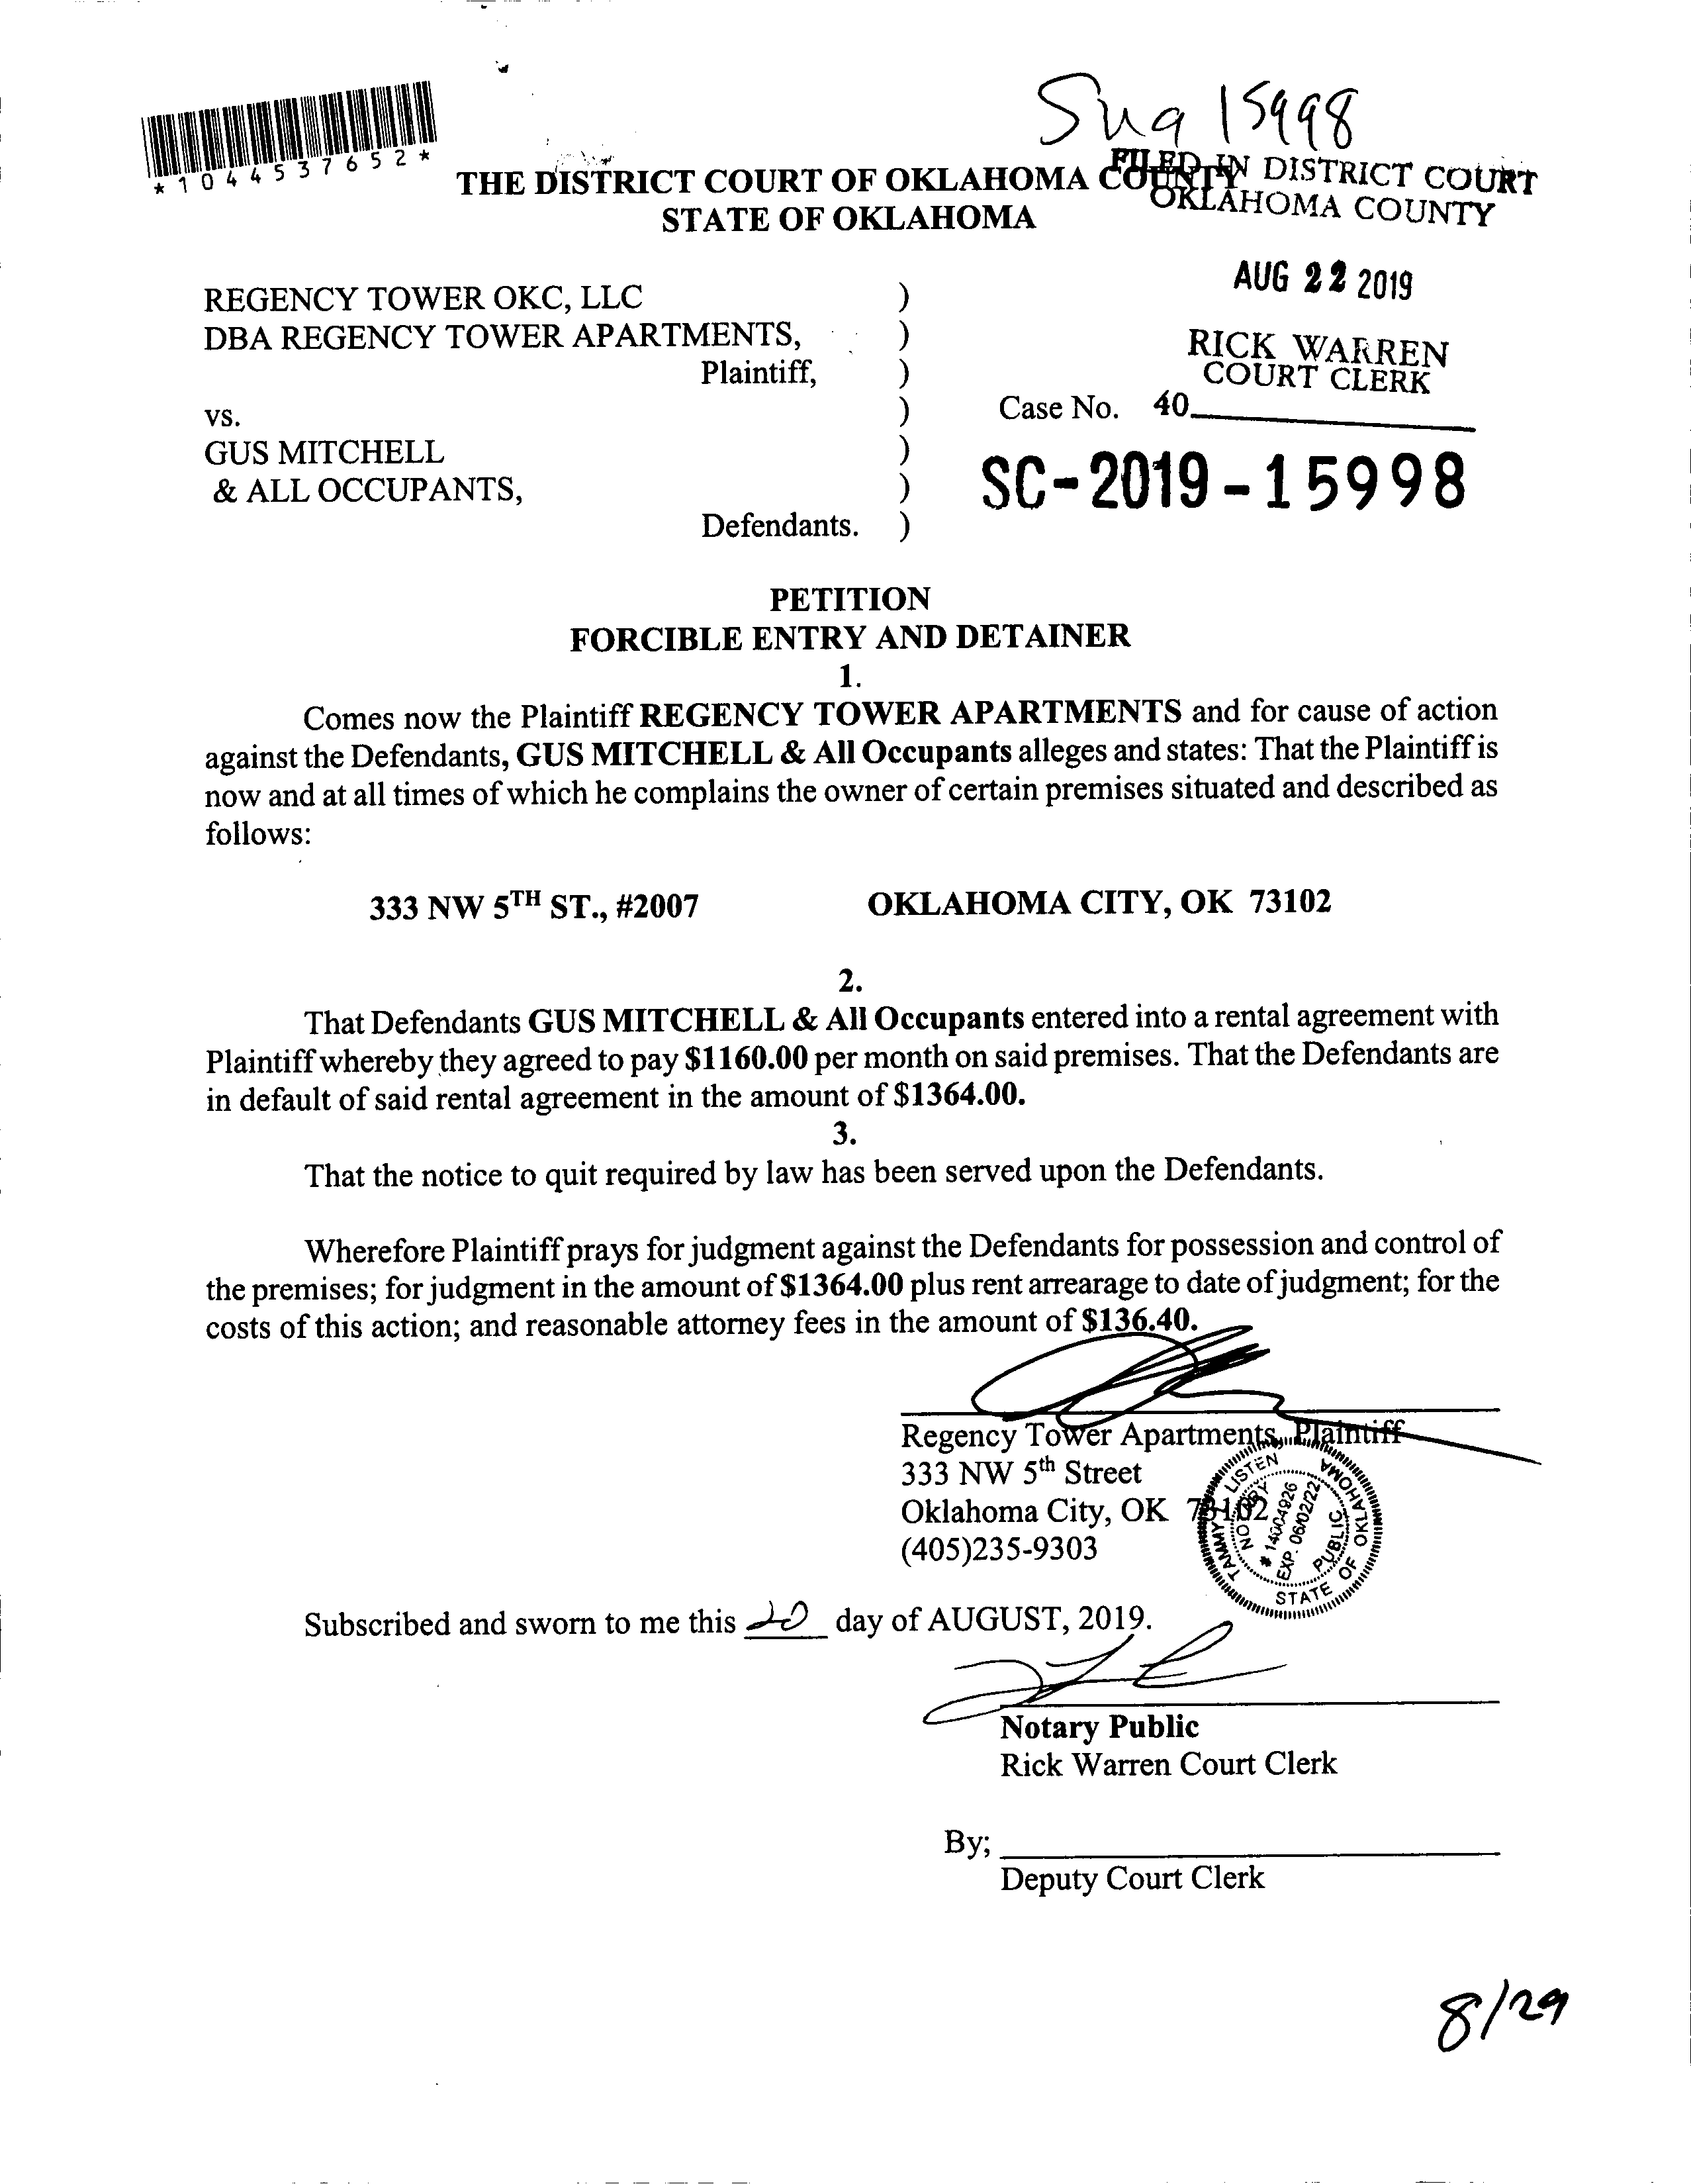 S19 15998
*1044537652*
THE DISTRICT COURT OF OKLAHOMA COUNTY
STATE OF OKLAHOMA
FILED IN DISTRICT COURT
OKLAHOMA COUNTY
AUG 22 2019
RICK WARREN
COURT CLERK
40
REGENCY TOWER OKC, LLC )
DBA REGENCY TOWER APARTMENTS, )
Plaintiff, )
vs. ) Case No.
GUS MITCHELL )
& ALL OCCUPANTS, ) SC-2019-15998
Defendants. )
PETITION
FORCIBLE ENTRY AND DETAINER
1.
Comes now the Plaintiff REGENCY TOWER APARTMENTS and for cause of action
against the Defendants, GUS MITCHELL & All Occupants alleges and states: That the Plaintiff is
now and at all times of which he complains the owner of certain premises situated and described as
follows:
333 NW 5TH ST., #2007 OKLAHOMA CITY, OK 73102
2.
That Defendants GUS MITCHELL & All Occupants entered into a rental agreement with
Plaintiff whereby they agreed to pay $1160.00 per month on said premises. That the Defendants are
in default of said rental agreement in the amount of $1364.00.
3.
That the notice to quit required by law has been served upon the Defendants.
Wherefore Plaintiff prays for judgment against the Defendants for possession and control of
the premises; for judgment in the amount of $1364.00 plus rent arrearage to date of judgment; for the
costs of this action; and reasonable attorney fees in the amount of $136.40.
Regency Tower Apartments, Plaintiff
333 NW 5th Street
Oklahoma City, OK 73102
(405)235-9303
TAMMY LISTEN
NOTARY PUBLIC
# 14004926
EXP. 06/02/22
STATE OF OKLAHOMA
Subscribed and sworn to me this 20 day of AUGUST, 2019.
Notary Public
Rick Warren Court Clerk
By;
Deputy Court Clerk
8/29